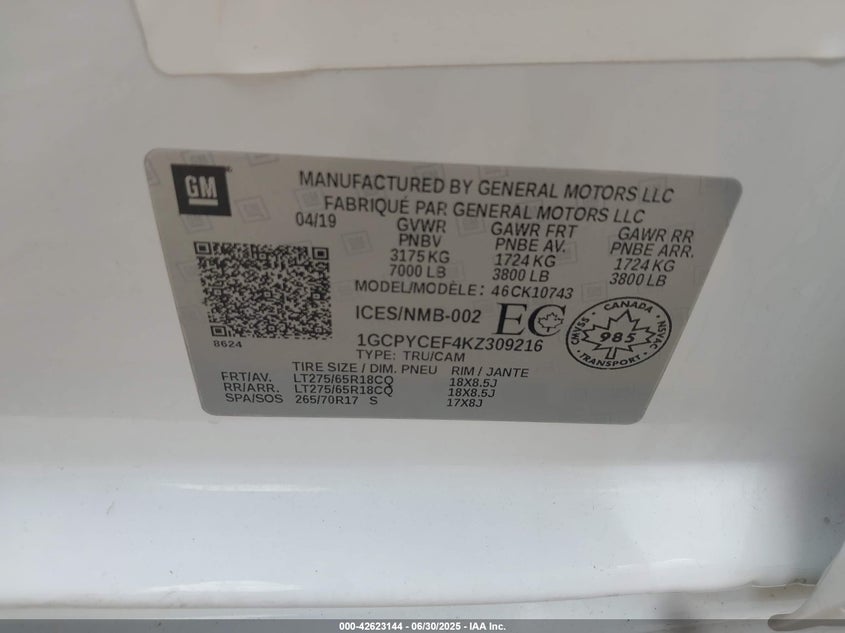 GM
MANUFACTURED BY GENERAL MOTORS LLC
FABRIQUÉ PAR GENERAL MOTORS LLC
04/19 GVWR GAWR FRT GAWR RR
PNBV PNBE AV. PNBE ARR.
3175 KG 1724 KG 1724 KG
7000 LB 3800 LB 3800 LB
MODEL/MODÈLE: 46CK10743
ICES/NMB-002 EC
CANADA
CMVSS 985 NSVAC
TRANSPORT
8624
1GCPYCEF4KZ309216
TYPE: TRU/CAM
TIRE SIZE / DIM. PNEU RIM / JANTE
FRT/AV. LT275/65R18CQ 18X8.5J
RR/ARR. LT275/65R18CQ 18X8.5J
SPA/SOS 265/70R17 S 17X8J
000-42623144 — 06/30/2025 — IAA Inc.